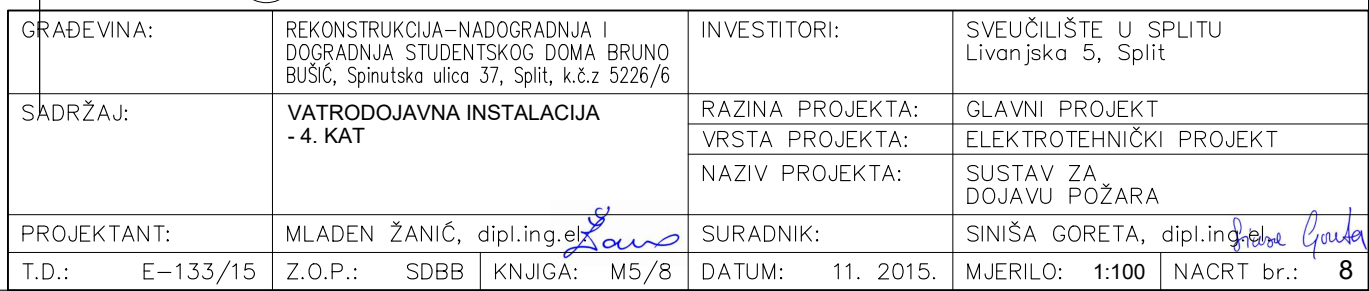 GRAĐEVINA:
REKONSTRUKCIJA-NADOGRADNJA I
DOGRADNJA STUDENTSKOG DOMA BRUNO
BUŠIĆ, Spinutska ulica 37, Split, k.č.z 5226/6
INVESTITORI:
SVEUČILIŠTE U SPLITU
Livanjska 5, Split
SADRŽAJ:
VATRODOJAVNA INSTALACIJA
- 4. KAT
RAZINA PROJEKTA:
GLAVNI PROJEKT
VRSTA PROJEKTA:
ELEKTROTEHNIČKI PROJEKT
NAZIV PROJEKTA:
SUSTAV ZA
DOJAVU POŽARA
PROJEKTANT:
MLADEN ŽANIĆ, dipl.ing.el.
SURADNIK:
SINIŠA GORETA, dipl.ing.el.
T.D.: E-133/15
Z.O.P.: SDBB
KNJIGA: M5/8
DATUM: 11. 2015.
MJERILO: 1:100
NACRT br.: 8